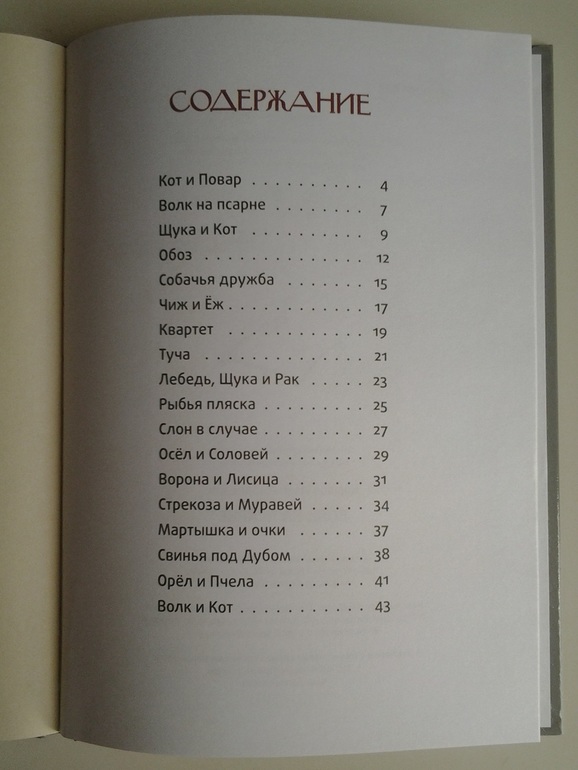 СОДЕРЖАНИЕ
Кот и Повар . . . . . . . . . . 4
Волк на псарне . . . . . . . . 7
Щука и Кот . . . . . . . . . . 9
Обоз . . . . . . . . . . . . . . 12
Собачья дружба . . . . . . . 15
Чиж и Ёж . . . . . . . . . . . . 17
Квартет . . . . . . . . . . . . 19
Туча . . . . . . . . . . . . . . 21
Лебедь, Щука и Рак . . . . . 23
Рыбья пляска . . . . . . . . . 25
Слон в случае . . . . . . . . . 27
Осёл и Соловей . . . . . . . . 29
Ворона и Лисица . . . . . . . 31
Стрекоза и Муравей . . . . . 34
Мартышка и очки . . . . . . 37
Свинья под Дубом . . . . . . 38
Орёл и Пчела . . . . . . . . . 41
Волк и Кот . . . . . . . . . . . 43